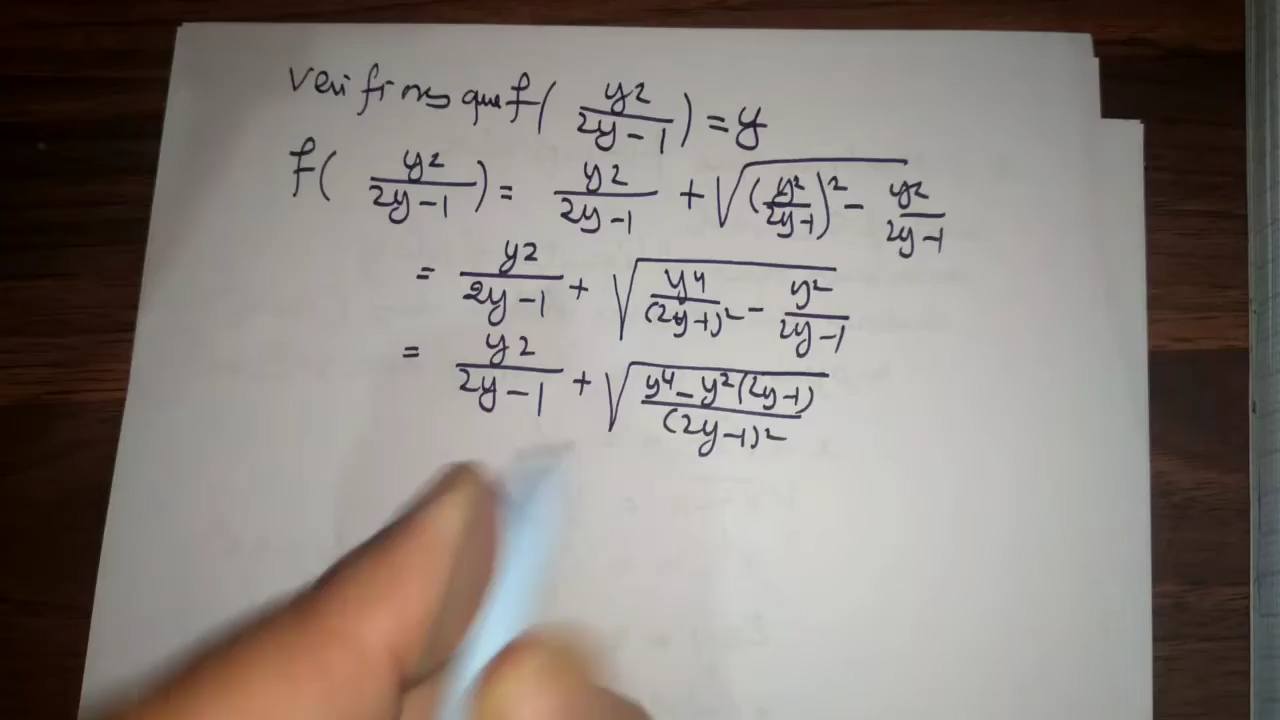 Verifions que f( y2 / 2y-1 ) = y
f( y2 / 2y-1 ) = y2 / 2y-1 + √( (y2 / 2y-1)² - y2 / 2y-1
= y2 / 2y-1 + √( y4 / (2y-1)² - y2 / 2y-1
= y2 / 2y-1 + √( y4 - y2(2y-1) / (2y-1)²